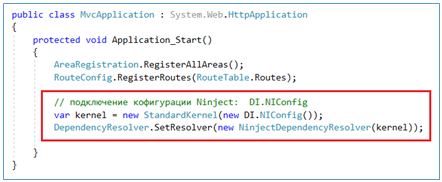 public class MvcApplication : System.Web.HttpApplication
{
protected void Application_Start()
{
AreaRegistration.RegisterAllAreas();
RouteConfig.RegisterRoutes(RouteTable.Routes);
// подключение кофигурации Ninject: DI.NIConfig
var kernel = new StandardKernel(new DI.NIConfig());
DependencyResolver.SetResolver(new NinjectDependencyResolver(kernel));
}
}